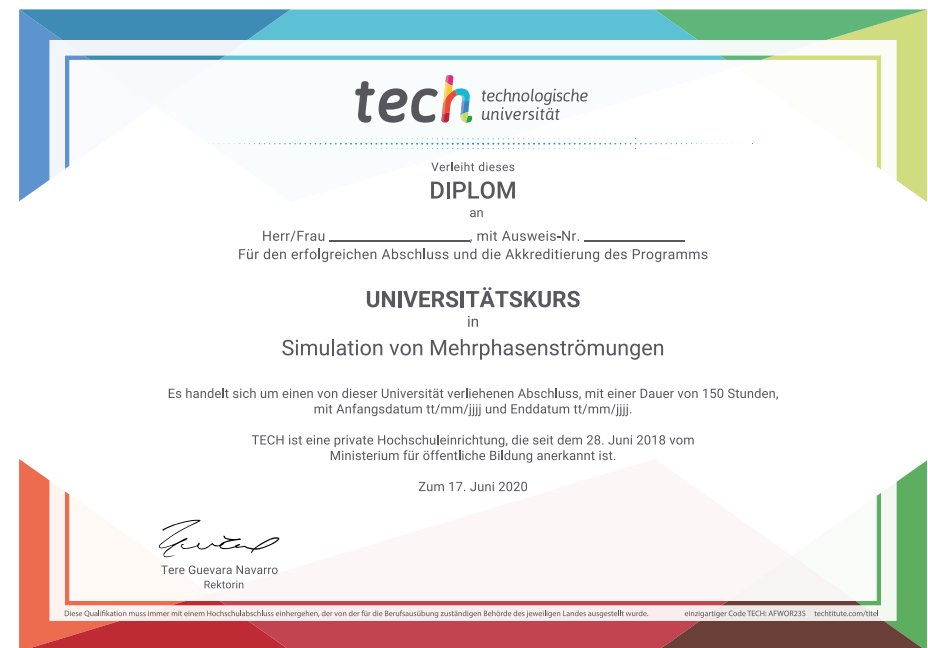 tech technologische
universität
Verleiht dieses
DIPLOM
an
Herr/Frau ____________________, mit Ausweis-Nr. ______________
Für den erfolgreichen Abschluss und die Akkreditierung des Programms
UNIVERSITÄTSKURS
in
Simulation von Mehrphasenströmungen
Es handelt sich um einen von dieser Universität verliehenen Abschluss, mit einer Dauer von 150 Stunden,
mit Anfangsdatum tt/mm/jjjj und Enddatum tt/mm/jjjj.
TECH ist eine private Hochschuleinrichtung, die seit dem 28. Juni 2018 vom
Ministerium für öffentliche Bildung anerkannt ist.
Zum 17. Juni 2020
Tere Guevara Navarro
Rektorin
Diese Qualifikation muss immer mit einem Hochschulabschluss einhergehen, der von der für die Berufsausübung zuständigen Behörde des jeweiligen Landes ausgestellt wurde. einzigartiger Code TECH: AFWOR23S techtitute.com/titel